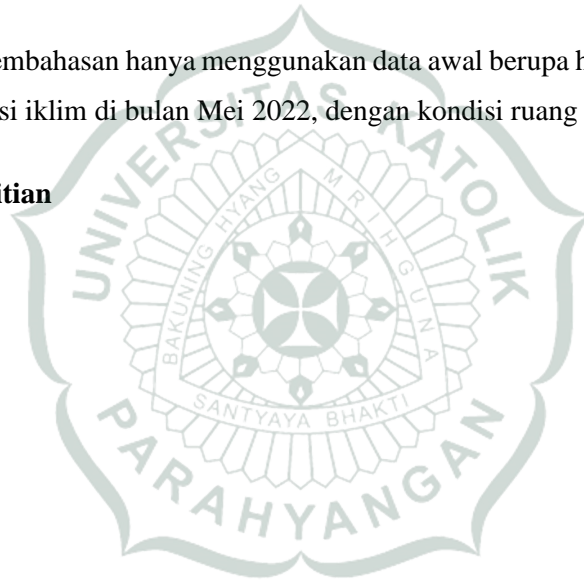 embahasan hanya menggunakan data awal berupa h
si iklim di bulan Mei 2022, dengan kondisi ruang
itian
UNIVERSITAS KATOLIK
PARAHYANGAN
BAKUNING HYANG MRIHGUNA
SANTYAYA BHAKTI